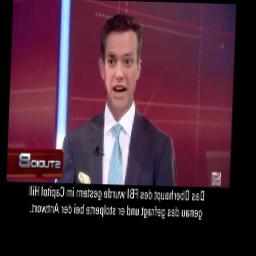 STUDIO B
Das Oberhaupt des FBI wurde gestern im Capitol Hill
genau das gefragt und er stolperte bei der Antwort.